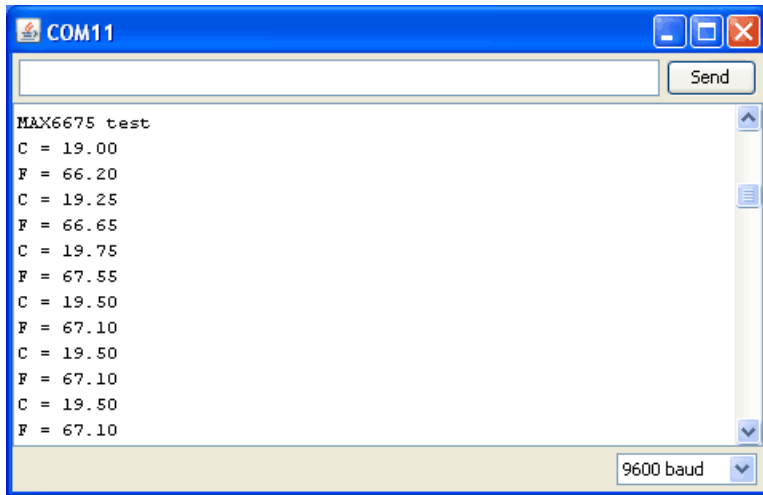 COM11
Send
MAX6675 test
C = 19.00
F = 66.20
C = 19.25
F = 66.65
C = 19.75
F = 67.55
C = 19.50
F = 67.10
C = 19.50
F = 67.10
C = 19.50
F = 67.10
9600 baud